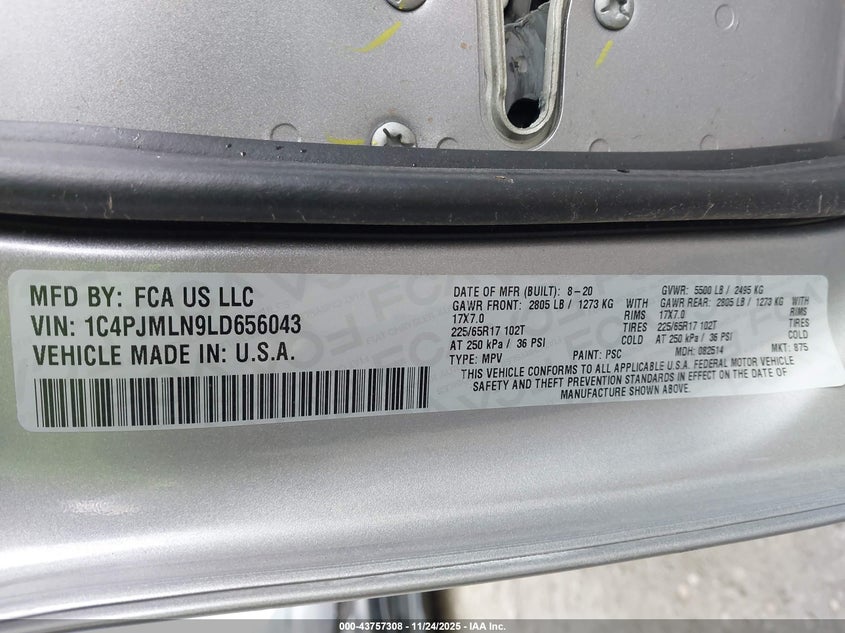 MFD BY: FCA US LLC
VIN: 1C4PJMLN9LD656043
VEHICLE MADE IN: U.S.A.
DATE OF MFR (BUILT): 8-20 GVWR: 5500 LB / 2495 KG
GAWR FRONT: 2805 LB / 1273 KG WITH GAWR REAR: 2805 LB / 1273 KG WITH
17X7.0 RIMS 17X7.0 RIMS
225/65R17 102T TIRES 225/65R17 102T TIRES
AT 250 kPa / 36 PSI COLD AT 250 kPa / 36 PSI COLD
TYPE: MPV PAINT: PSC MDH: 082514 MKT: 875
THIS VEHICLE CONFORMS TO ALL APPLICABLE U.S.A. FEDERAL MOTOR VEHICLE
SAFETY AND THEFT PREVENTION STANDARDS IN EFFECT ON THE DATE OF
MANUFACTURE SHOWN ABOVE.
000-43757308 - 11/24/2025 - IAA Inc.